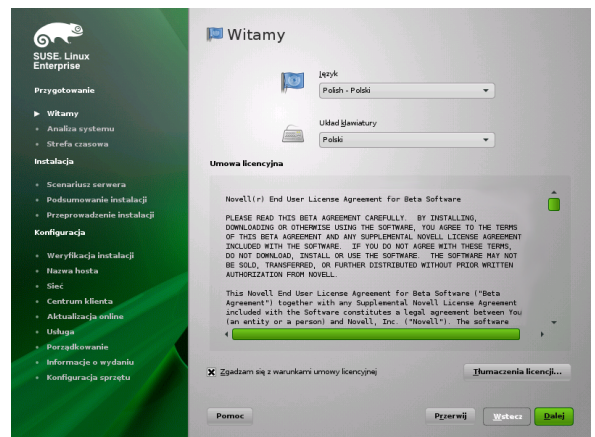 SUSE. Linux
Enterprise
Przygotowanie
Witamy
Analiza systemu
Strefa czasowa
Instalacja
Scenariusz serwera
Podsumowanie instalacji
Przeprowadzenie instalacji
Konfiguracja
Weryfikacja instalacji
Nazwa hosta
Sieć
Centrum klienta
Aktualizacja online
Usługa
Porządkowanie
Informacje o wydaniu
Konfiguracja sprzętu
Witamy
Język
Polish - Polski
Układ klawiatury
Polski
Umowa licencyjna
Novell(r) End User License Agreement for Beta Software
PLEASE READ THIS BETA AGREEMENT CAREFULLY. BY INSTALLING,
DOWNLOADING OR OTHERWISE USING THE SOFTWARE, YOU AGREE TO THE TERMS
OF THIS BETA AGREEMENT AND ANY SUPPLEMENTAL NOVELL LICENSE AGREEMENT
INCLUDED WITH THE SOFTWARE. IF YOU DO NOT AGREE WITH THESE TERMS,
DO NOT DOWNLOAD, INSTALL OR USE THE SOFTWARE. THE SOFTWARE MAY NOT
BE SOLD, TRANSFERRED, OR FURTHER DISTRIBUTED WITHOUT PRIOR WRITTEN
AUTHORIZATION FROM NOVELL.
This Novell End User License Agreement for Beta Software ("Beta
Agreement") together with any Supplemental Novell License Agreement
included with the Software constitutes a legal agreement between You
(an entity or a person) and Novell, Inc. ("Novell"). The software
Zgadzam się z warunkami umowy licencyjnej
Tłumaczenia licencji...
Pomoc
Przerwij
Wstecz
Dalej